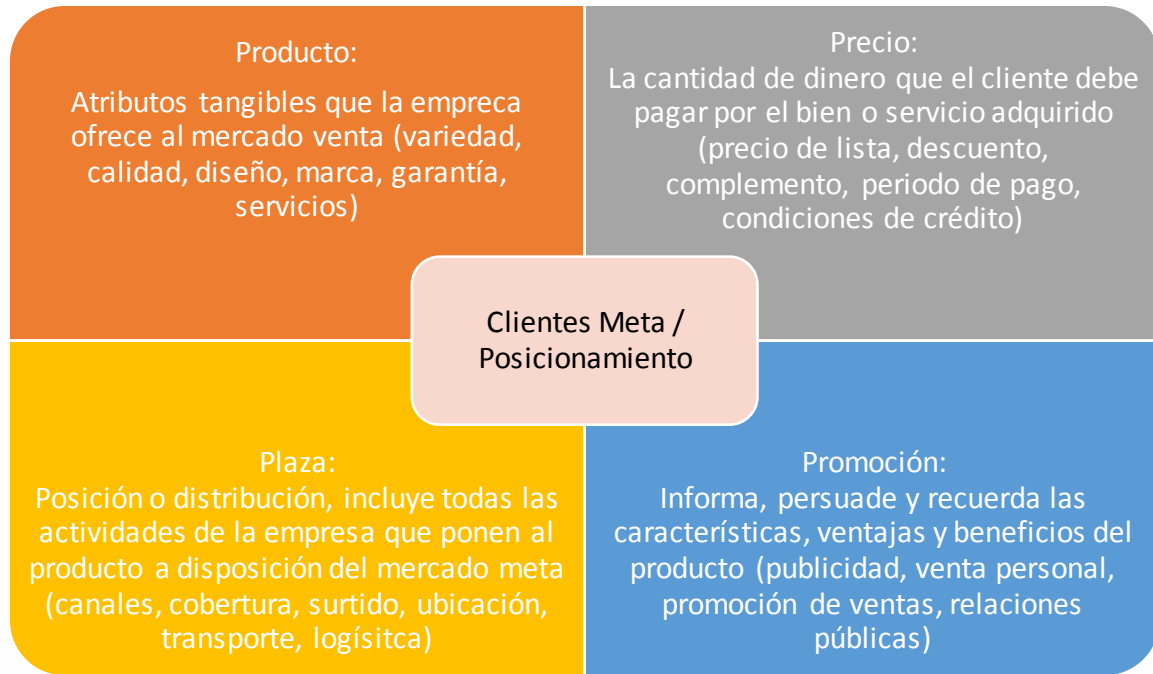 Producto:
Atributos tangibles que la empreca
ofrece al mercado venta (variedad,
calidad, diseño, marca, garantía,
servicios)
Precio:
La cantidad de dinero que el cliente debe
pagar por el bien o servicio adquirido
(precio de lista, descuento,
complemento, periodo de pago,
condiciones de crédito)
Clientes Meta /
Posicionamiento
Plaza:
Posición o distribución, incluye todas las
actividades de la empresa que ponen al
producto a disposición del mercado meta
(canales, cobertura, surtido, ubicación,
transporte, logísitca)
Promoción:
Informa, persuade y recuerda las
características, ventajas y beneficios del
producto (publicidad, venta personal,
promoción de ventas, relaciones
públicas)